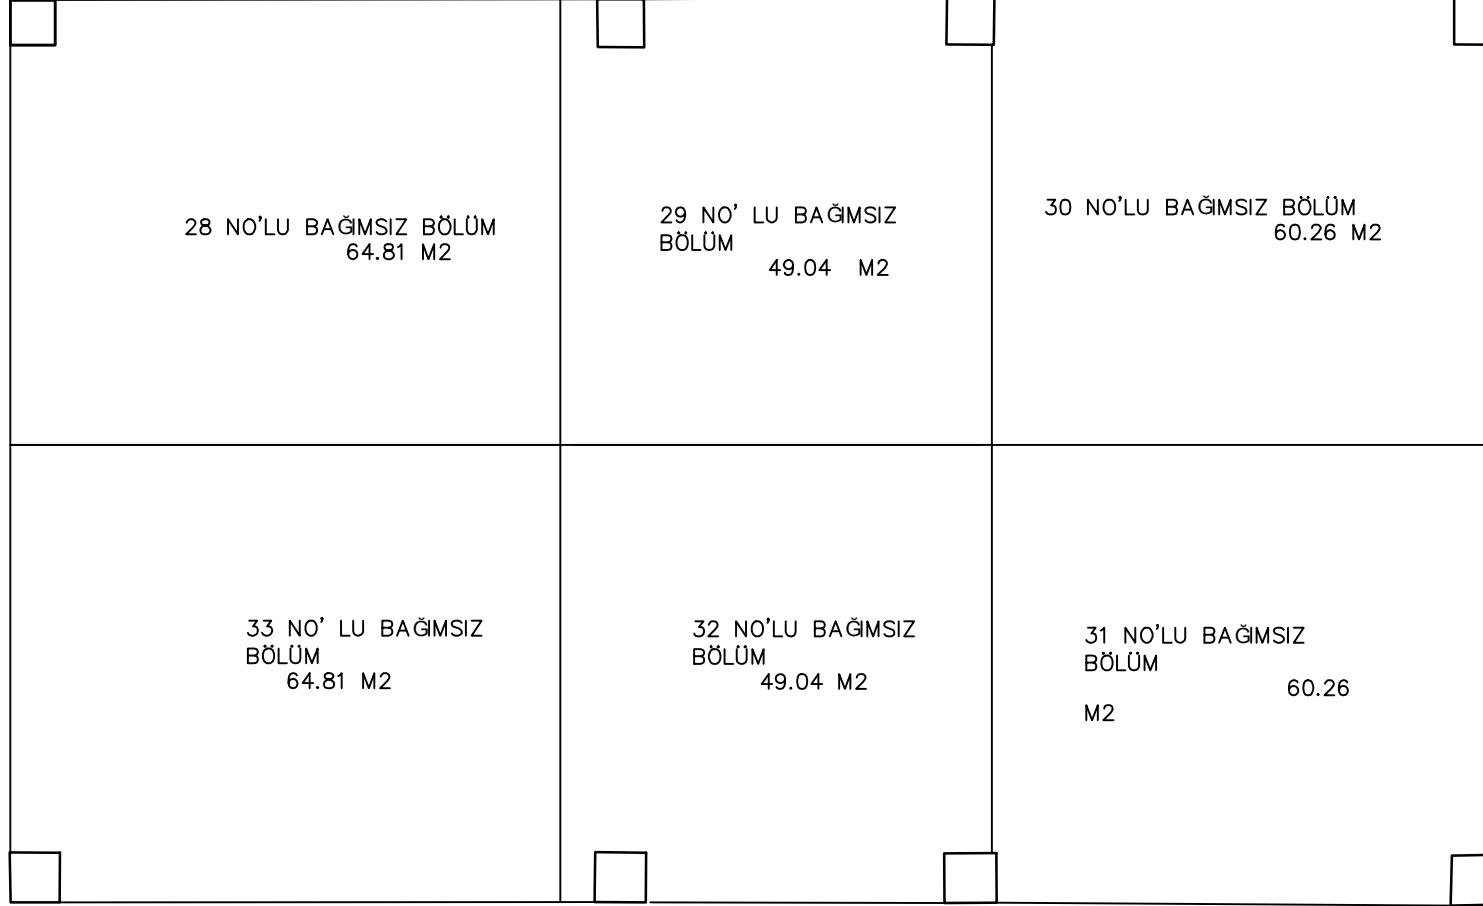 28 NO'LU BAĞIMSIZ BÖLÜM
64.81 M2
29 NO' LU BAĞIMSIZ
BÖLÜM
49.04 M2
30 NO'LU BAĞIMSIZ BÖLÜM
60.26 M2
33 NO' LU BAĞIMSIZ
BÖLÜM
64.81 M2
32 NO'LU BAĞIMSIZ
BÖLÜM
49.04 M2
31 NO'LU BAĞIMSIZ
BÖLÜM
60.26
M2